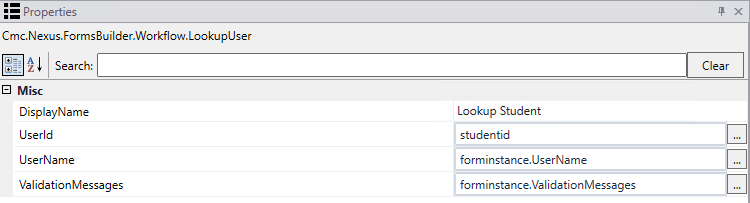 Properties
Cmc.Nexus.FormsBuilder.Workflow.LookupUser
Search: Clear
Misc
DisplayName Lookup Student
UserId studentid ...
UserName forminstance.UserName ...
ValidationMessages forminstance.ValidationMessages ...